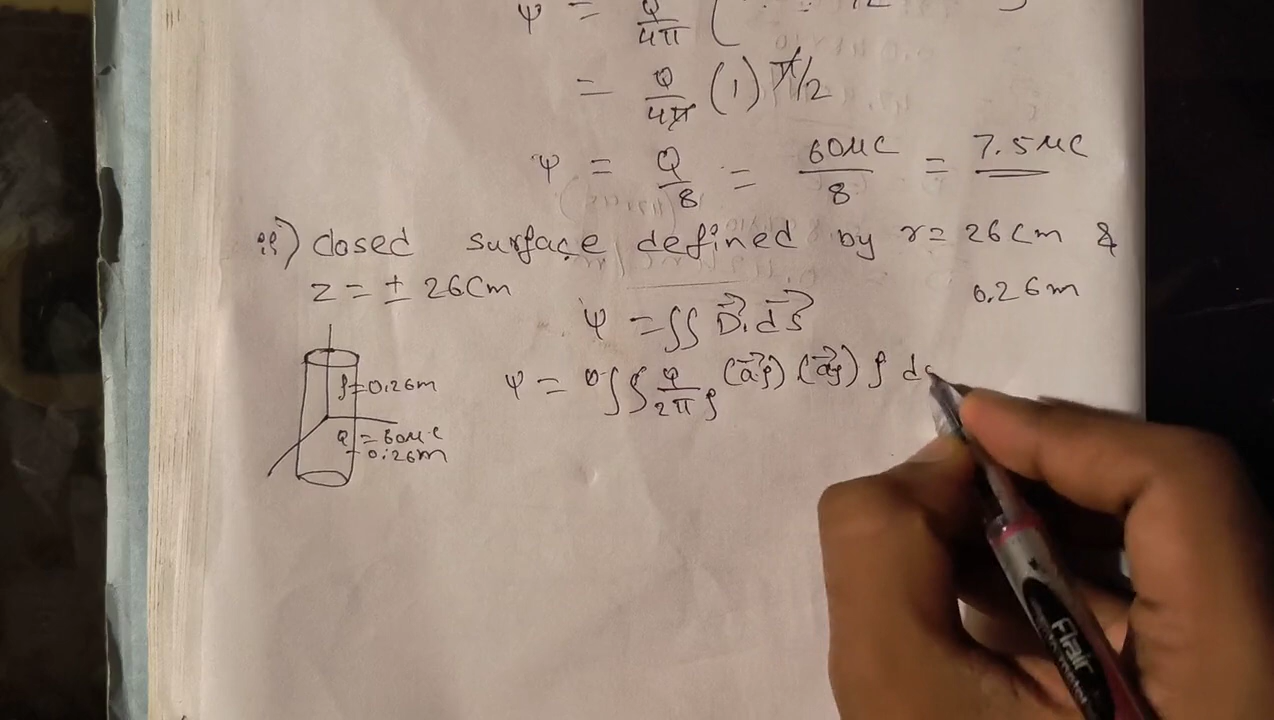 ψ = Q/4π (
= Q/4π (1) π/2
ψ = Q/8 = 60μC/8 = 7.5μC
ii) closed surface defined by r = 26cm &
z = ± 26cm
0.26m
ψ = ∫∫ D⃗. dS⃗
ρ=0.26m
ψ = ∫∫ φ/2πρ (a⃗ρ) (a⃗ρ) ρ d
Q = 60μC
-0.26m
Flair